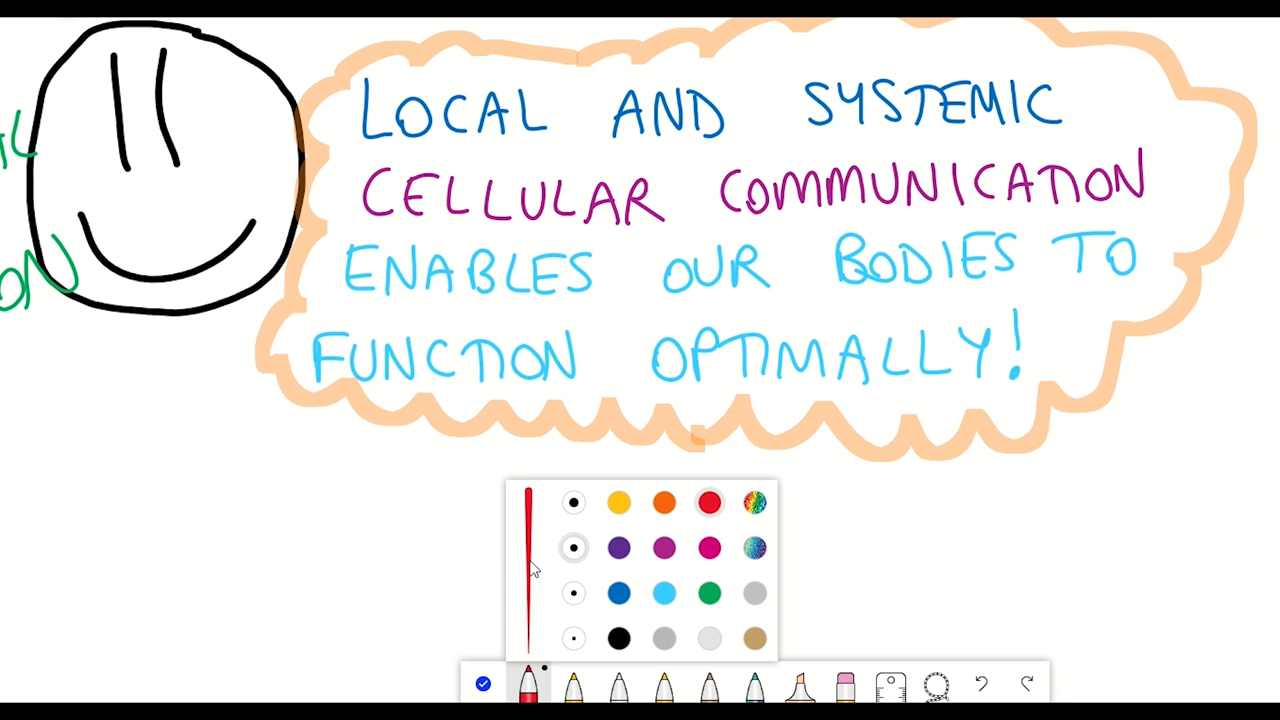 LOCAL AND SYSTEMIC
CELLULAR COMMUNICATION
ENABLES OUR BODIES TO
FUNCTION OPTIMALLY!